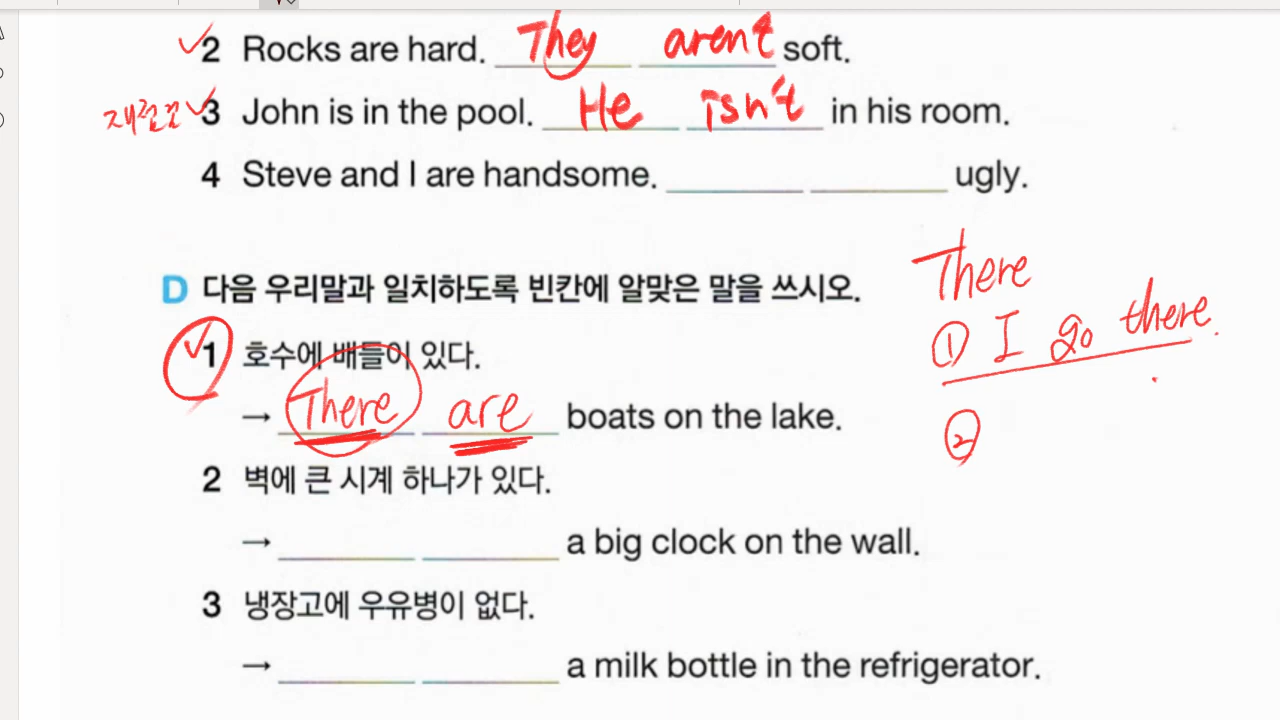 2 Rocks are hard. They aren't soft.
3 John is in the pool. He isn't in his room.
4 Steve and I are handsome. ugly.
There
D 다음 우리말과 일치하도록 빈칸에 알맞은 말을 쓰시오.
① I go there.
1 호수에 배들이 있다.
→ There are boats on the lake.
②
2 벽에 큰 시계 하나가 있다.
→ a big clock on the wall.
3 냉장고에 우유병이 없다.
→ a milk bottle in the refrigerator.